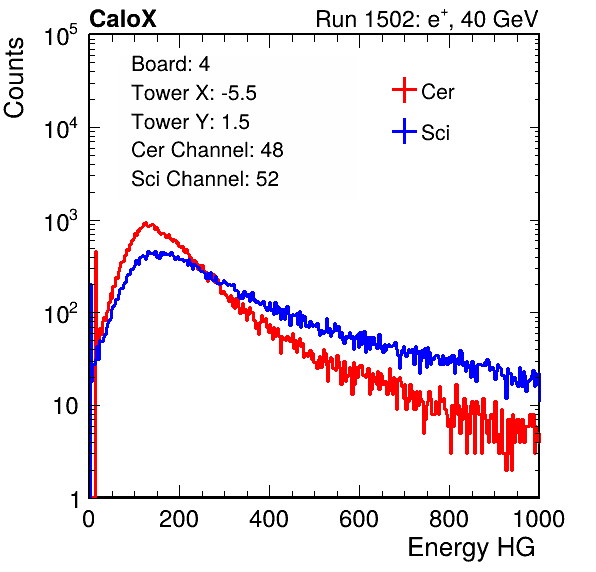 CaloX Run 1502: e⁺, 40 GeV
Counts
Board: 4
Tower X: -5.5
Tower Y: 1.5
Cer Channel: 48
Sci Channel: 52
Cer
Sci
10⁵
10⁴
10³
10²
10
1
0 200 400 600 800 1000
Energy HG